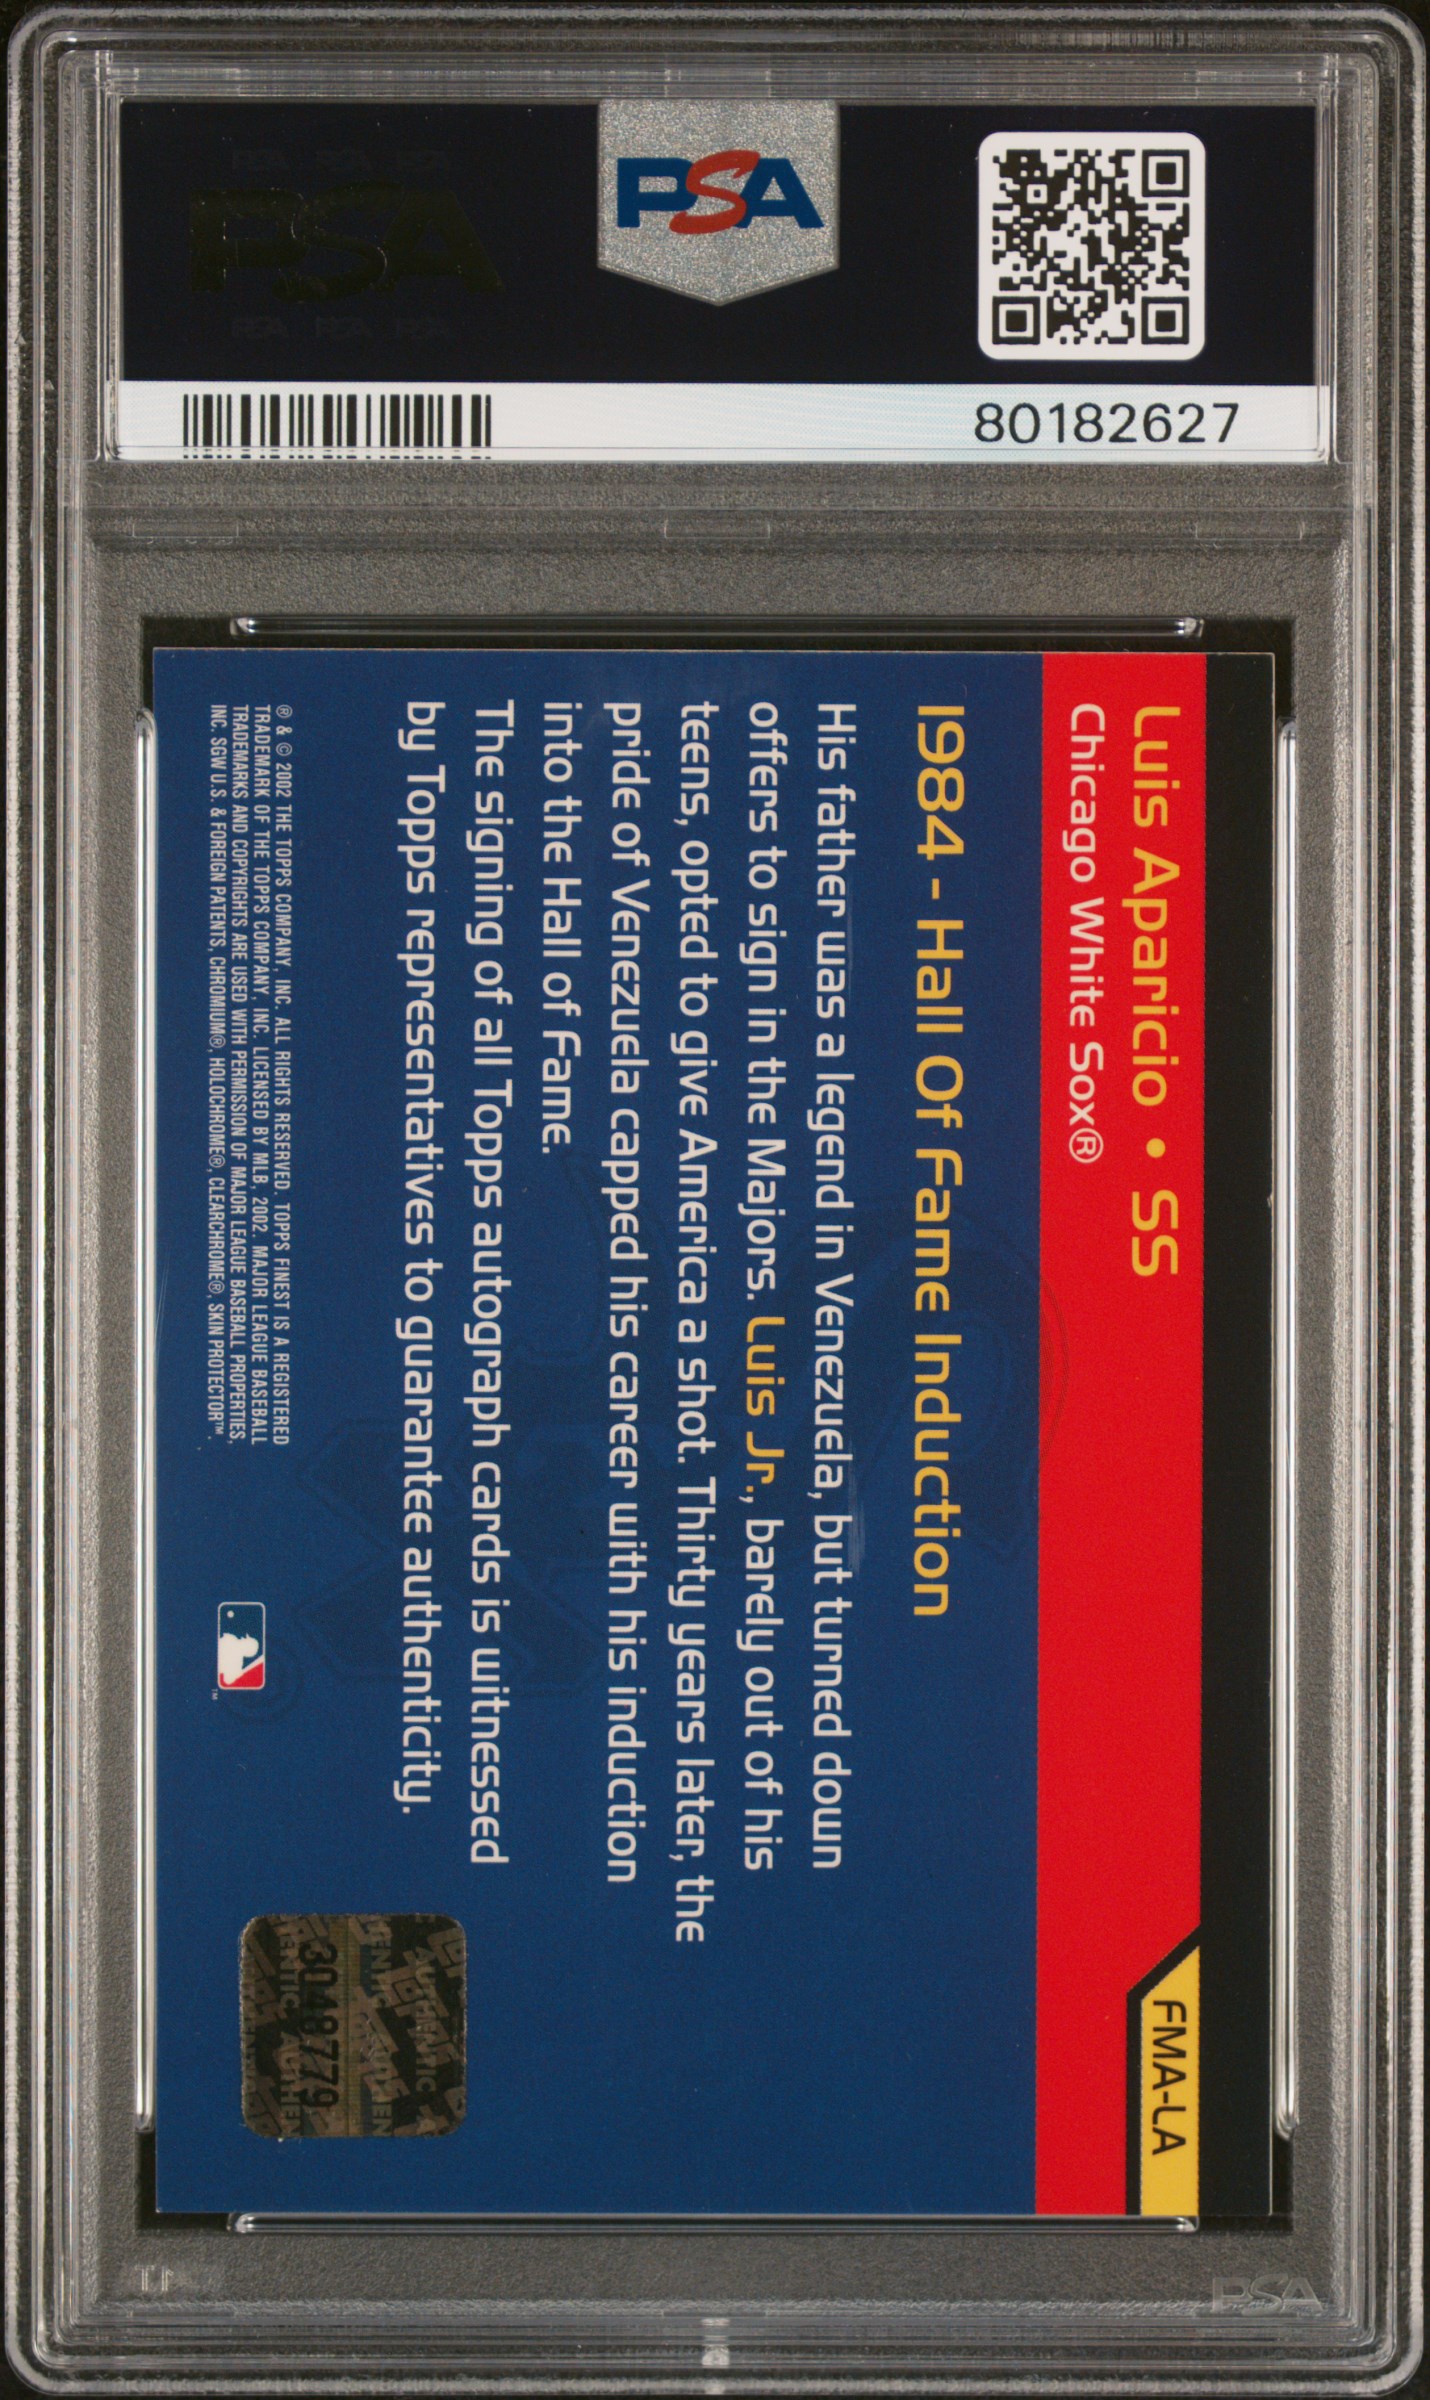 PSA
80182627
Luis Aparicio • SS
Chicago White Sox®
FMA-LA
1984 - Hall Of Fame Induction
His father was a legend in Venezuela, but turned down
offers to sign in the Majors. Luis Jr., barely out of his
teens, opted to give America a shot. Thirty years later, the
pride of Venezuela capped his career with his induction
into the Hall of Fame.
The signing of all Topps autograph cards is witnessed
by Topps representatives to guarantee authenticity.
® & © 2002 THE TOPPS COMPANY, INC. ALL RIGHTS RESERVED. TOPPS FINEST IS A REGISTERED
TRADEMARK OF THE TOPPS COMPANY, INC. LICENSED BY MLB, 2002. MAJOR LEAGUE BASEBALL
TRADEMARKS AND COPYRIGHTS ARE USED WITH PERMISSION OF MAJOR LEAGUE BASEBALL PROPERTIES,
INC. SGW U.S. & FOREIGN PATENTS, CHROMIUM®, HOLOCHROME®, CLEARCHROME®, SKIN PROTECTOR™.
TM
3048779
PSA